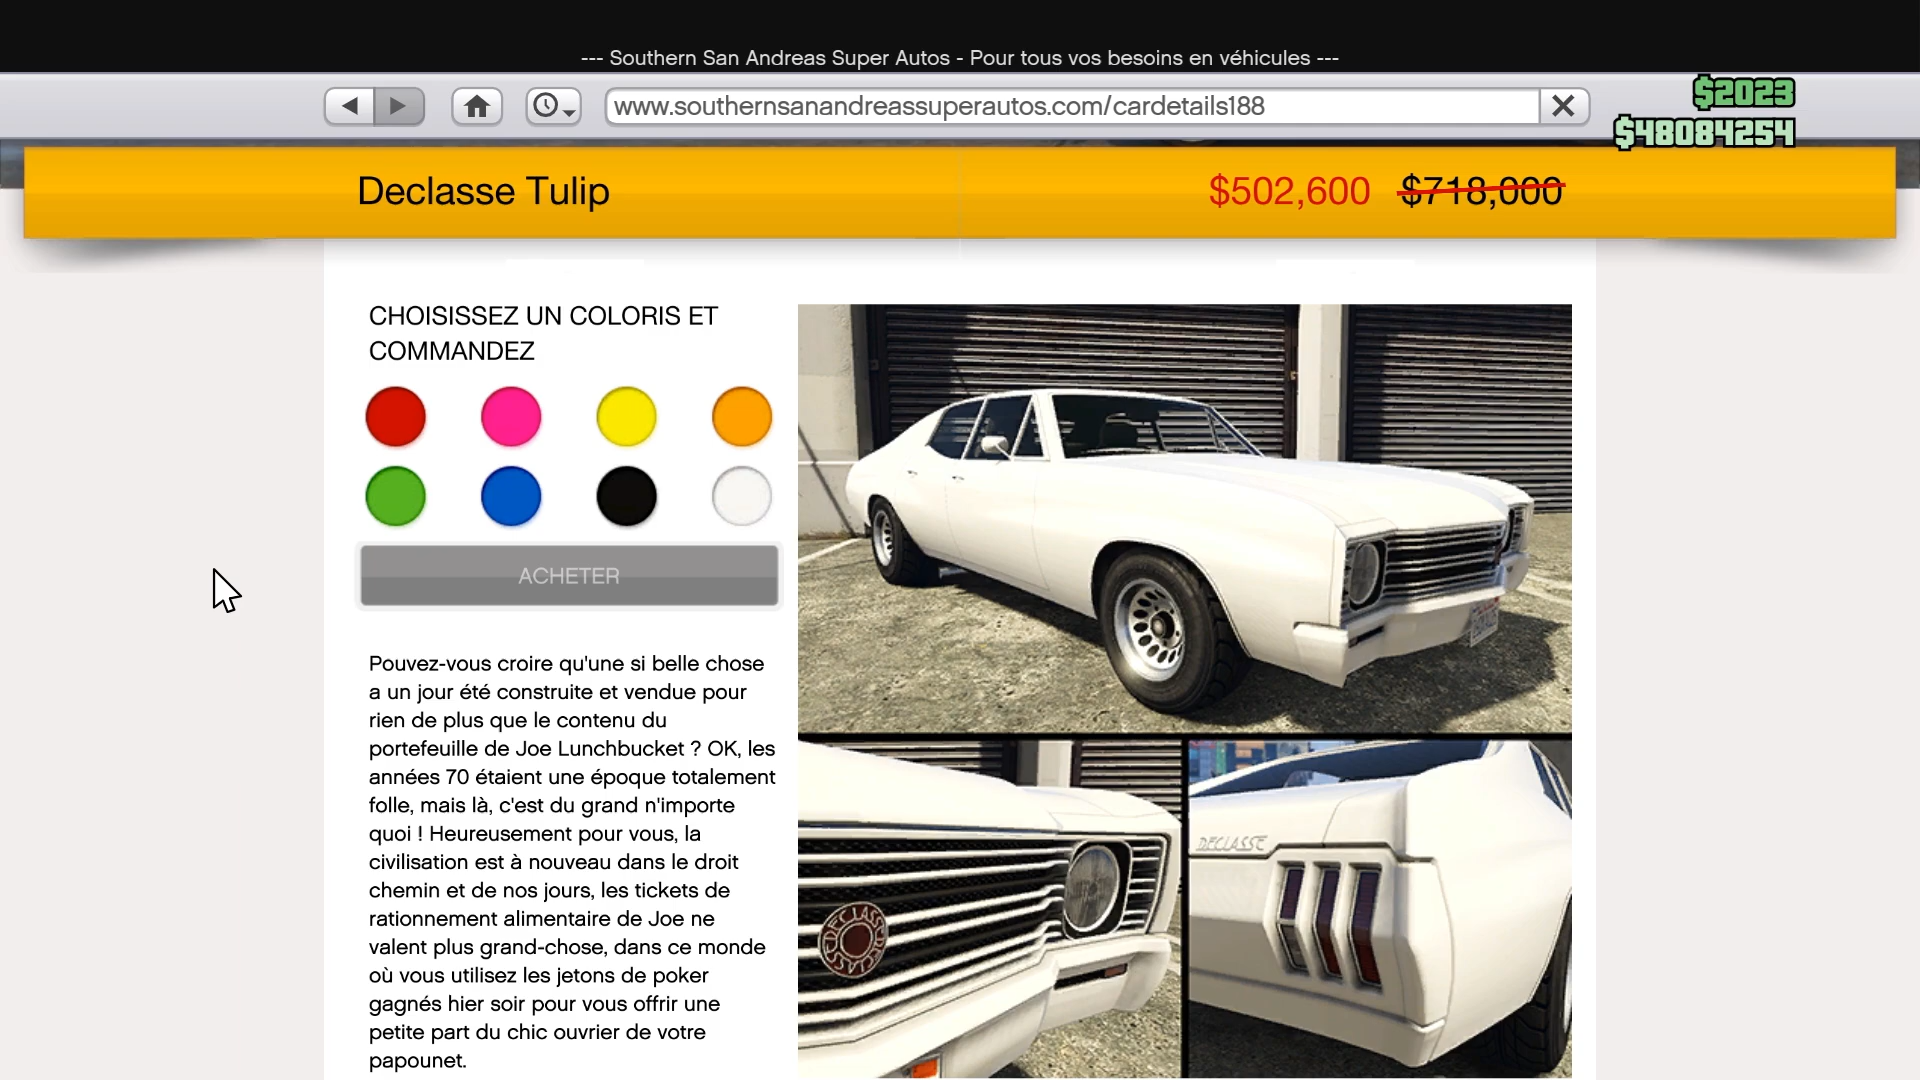 --- Southern San Andreas Super Autos - Pour tous vos besoins en véhicules ---
www.southernsanandreassuperautos.com/cardetails188
$2023
$48084254
Declasse Tulip
$502,600 $718,000
CHOISISSEZ UN COLORIS ET
COMMANDEZ
ACHETER
Pouvez-vous croire qu'une si belle chose
a un jour été construite et vendue pour
rien de plus que le contenu du
portefeuille de Joe Lunchbucket ? OK, les
années 70 étaient une époque totalement
folle, mais là, c'est du grand n'importe
quoi ! Heureusement pour vous, la
civilisation est à nouveau dans le droit
chemin et de nos jours, les tickets de
rationnement alimentaire de Joe ne
valent plus grand-chose, dans ce monde
où vous utilisez les jetons de poker
gagnés hier soir pour vous offrir une
petite part du chic ouvrier de votre
papounet.
DECLASSE DECLASSE
DECLASSE